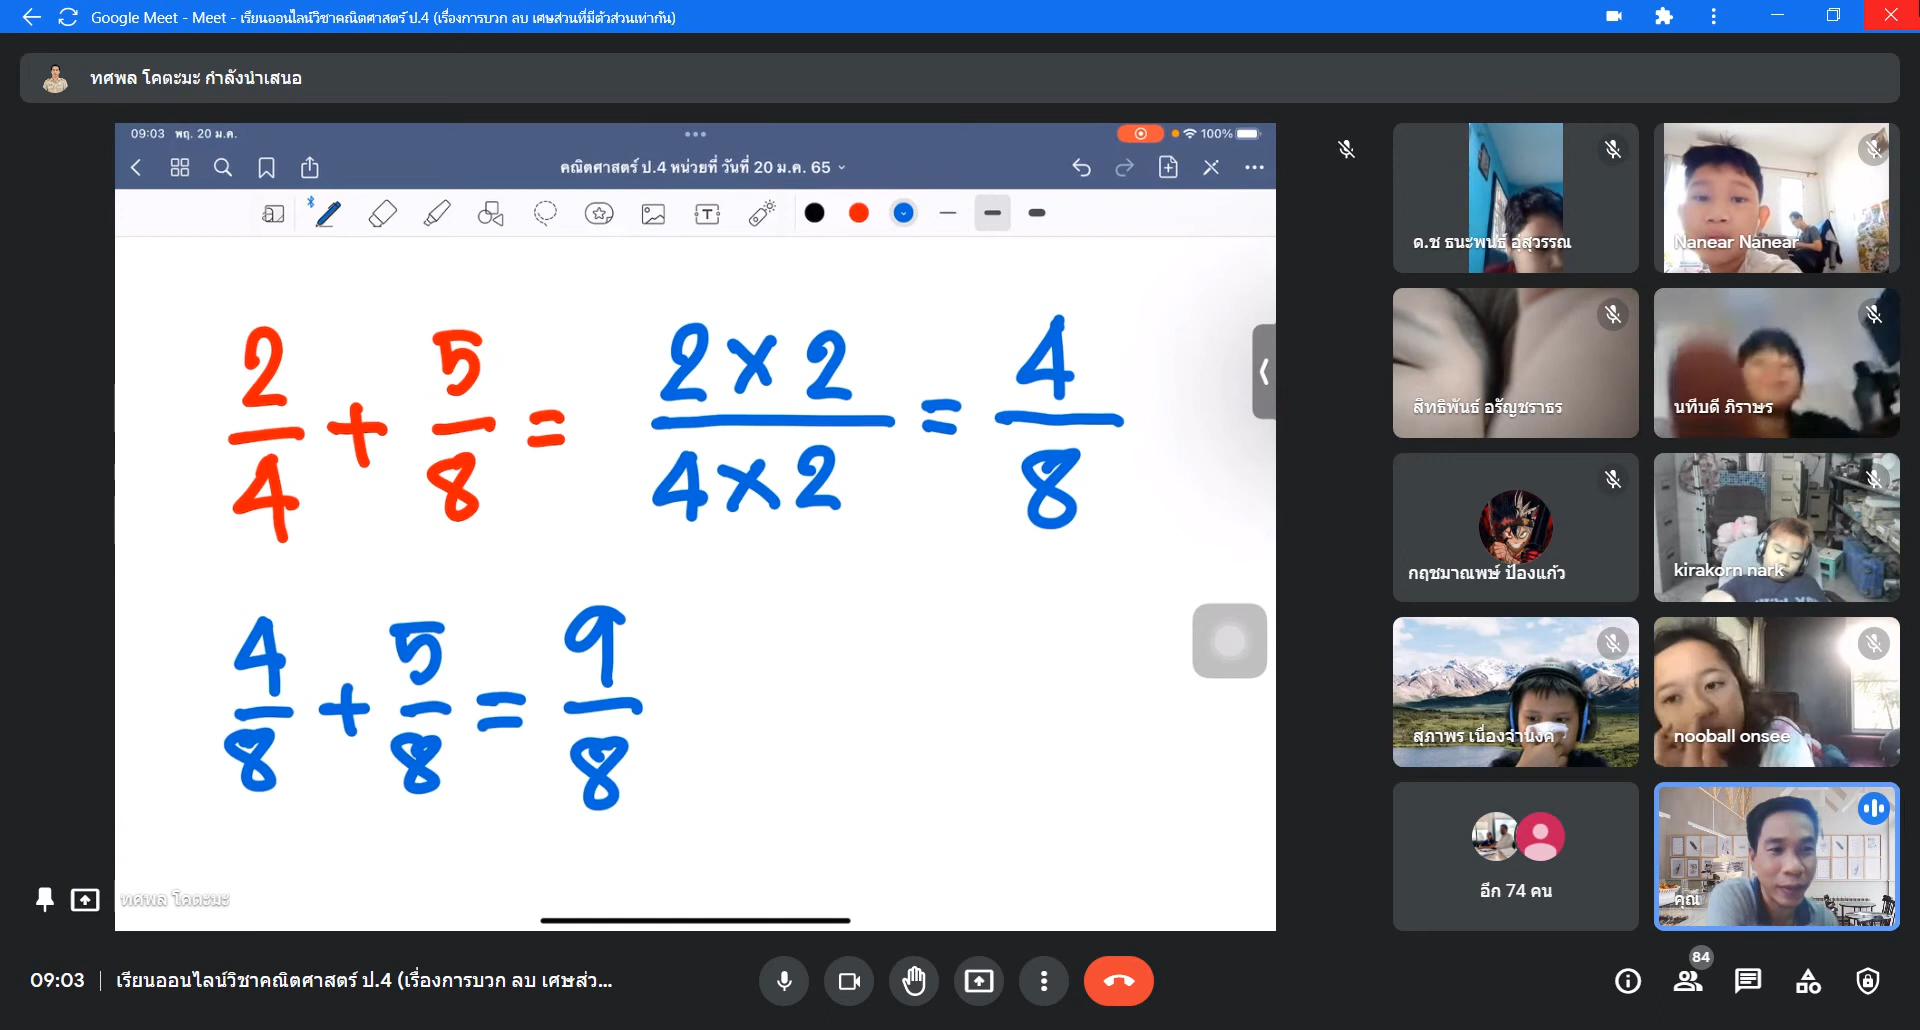 Google Meet - Meet - เรียนออนไลน์วิชาคณิตศาสตร์ ป.4 (เรื่องการบวก ลบ เศษส่วนที่มีตัวส่วนเท่ากัน)
ทศพล โคตะมะ กำลังนำเสนอ
09:03 พฤ. 20 ม.ค.
100%
คณิตศาสตร์ ป.4 หน่วยที่ วันที่ 20 ม.ค. 65
T
2/4 + 5/8 = 2 × 2/4 × 2 = 4/8
4/8 + 5/8 = 9/8
ทศพล โคตะมะ
ด.ช ธนะพนธ์ อุ่สุวรรณ
Nanear Nanear
สิทธิพันธ์ อรัญชราธร
นทีบดี ภิราษร
กฤชมาณพษ์ ป้องแก้ว
kirakorn nark
สุภาพร เนื่องจำนงค์
nooball onsee
อีก 74 คน
คุณ
09:03 | เรียนออนไลน์วิชาคณิตศาสตร์ ป.4 (เรื่องการบวก ลบ เศษส่ว...
84